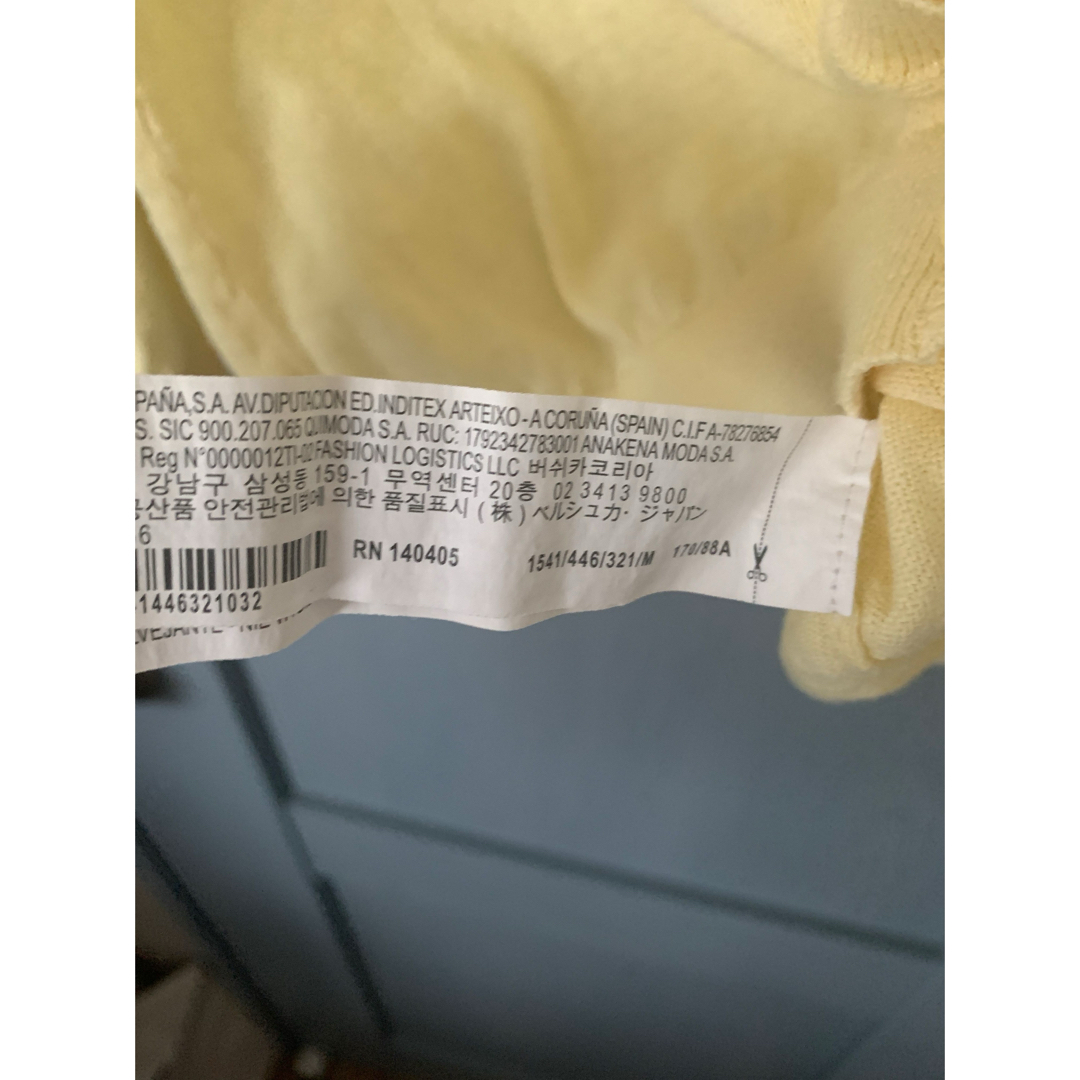 PAÑA,S.A. AV.DIPUTACION ED.INDITEX ARTEIXO - A CORUÑA (SPAIN) C.I.F A-78276854
S. SIC 900.207.065 QUIMODA S.A. RUC: 1792342783001 ANAKENA MODA S.A.
Reg N°0000012TI-02 FASHION LOGISTICS LLC 버쉬카코리아
강남구 삼성동 159-1 무역센터 20층 02 3413 9800
공산품 안전관리법에 의한 품질표시 (株) ベルシュカ・ジャパン
6
RN 140405 1541/446/321/M 170/88A
1446321032